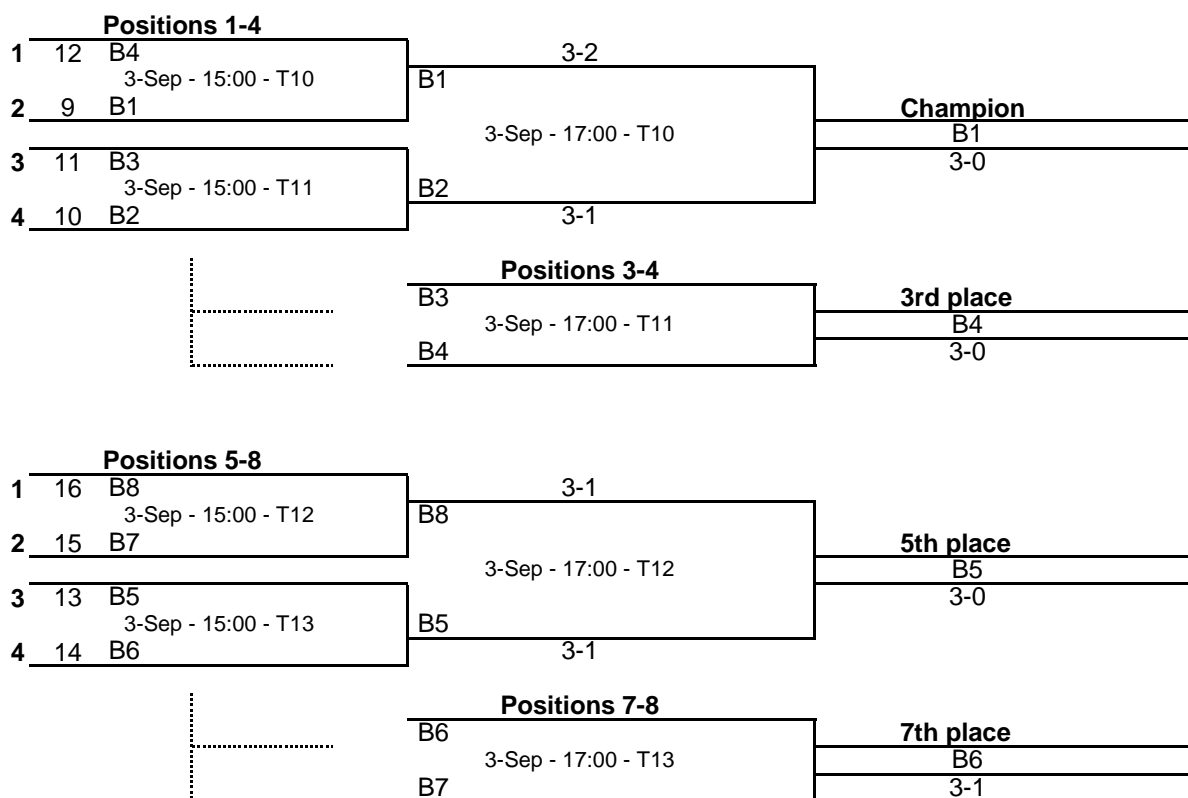 Positions 1-4
1 12 B4 3-2
3-Sep - 15:00 - T10 B1
2 9 B1 Champion
3-Sep - 17:00 - T10 B1
3 11 B3 3-0
3-Sep - 15:00 - T11 B2
4 10 B2 3-1
Positions 3-4
B3 3rd place
3-Sep - 17:00 - T11 B4
B4 3-0
Positions 5-8
1 16 B8 3-1
3-Sep - 15:00 - T12 B8
2 15 B7 5th place
3-Sep - 17:00 - T12 B5
3 13 B5 3-0
3-Sep - 15:00 - T13 B5
4 14 B6 3-1
Positions 7-8
B6 7th place
3-Sep - 17:00 - T13 B6
B7 3-1